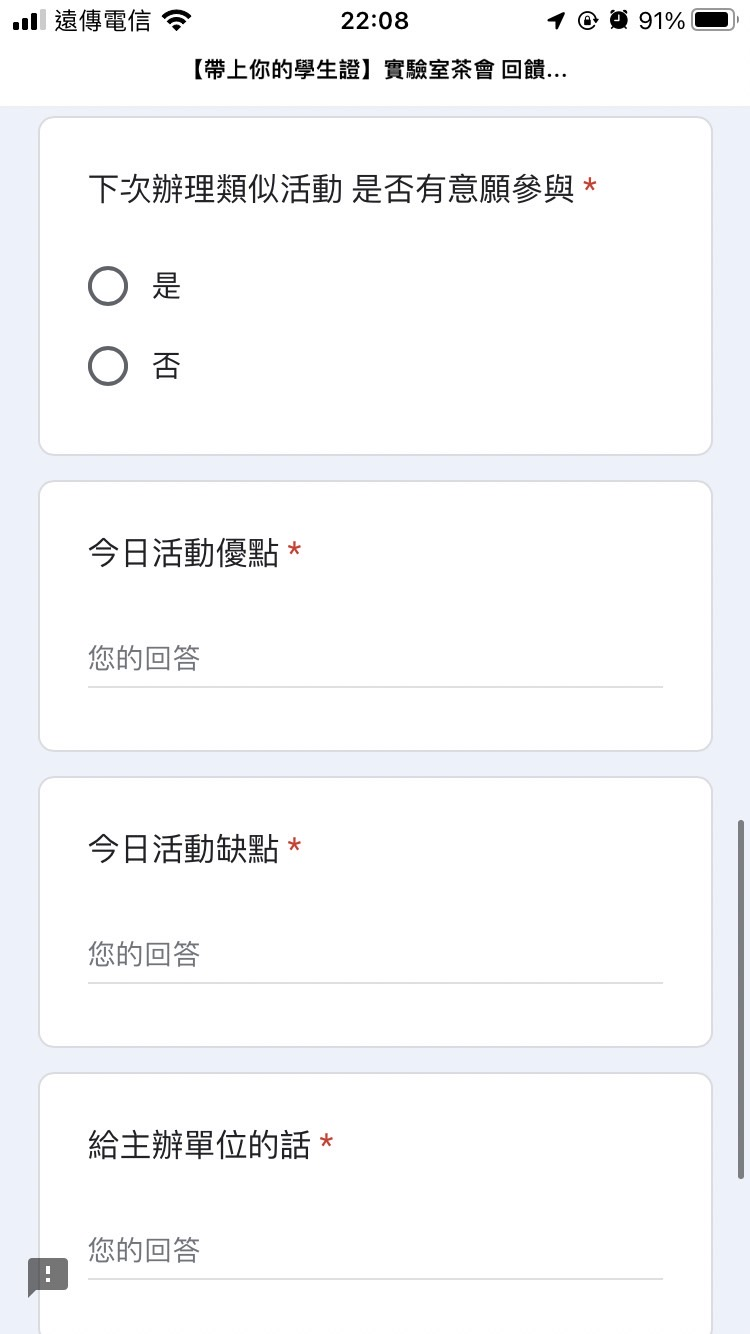 遠傳電信 22:08 91%
【帶上你的學生證】實驗室茶會 回饋...
下次辦理類似活動 是否有意願參與 *
是
否
今日活動優點 *
您的回答
今日活動缺點 *
您的回答
給主辦單位的話 *
您的回答